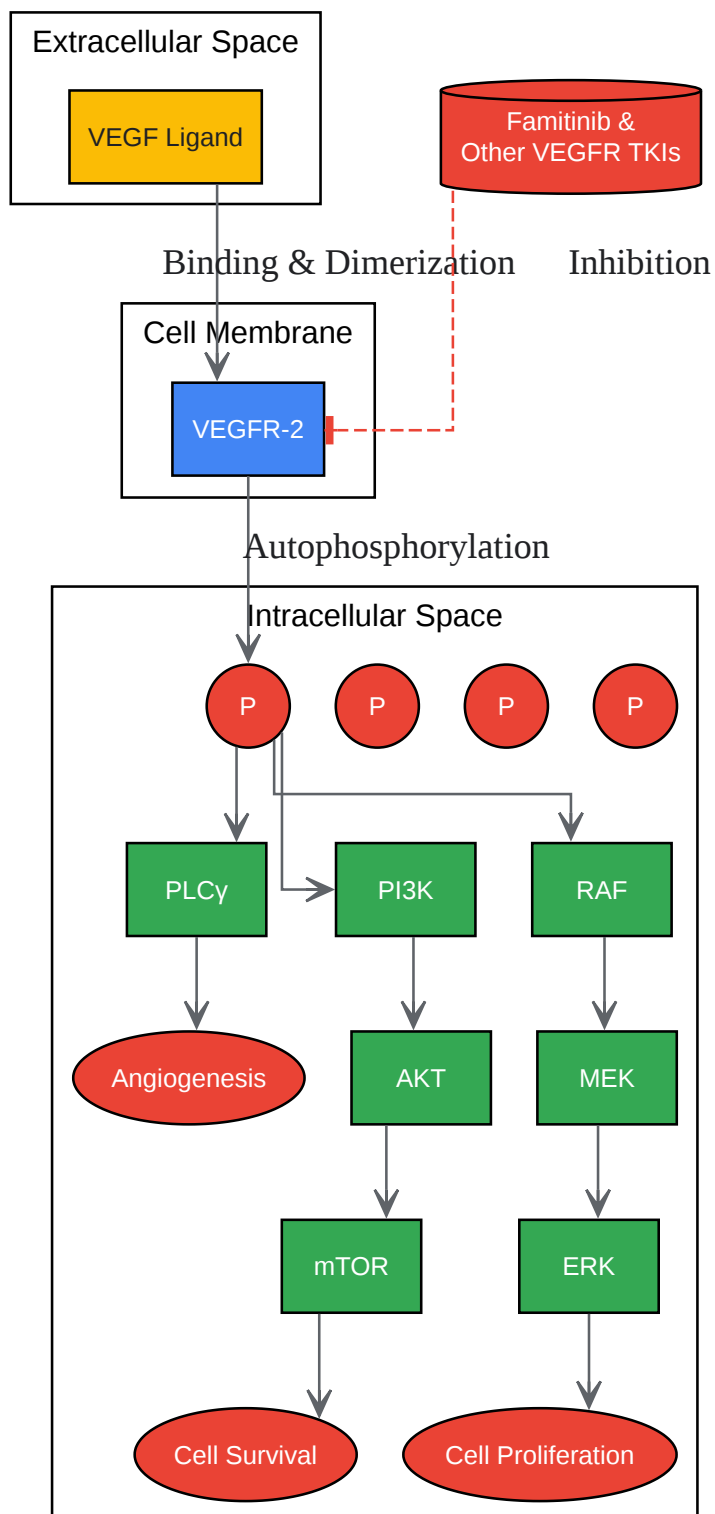 Extracellular Space
VEGF Ligand
Famitinib &
Other VEGFR TKIs
Binding & Dimerization
Inhibition
Cell Membrane
VEGFR-2
Autophosphorylation
Intracellular Space
P
P
P
P
PLCγ
PI3K
RAF
Angiogenesis
AKT
MEK
mTOR
ERK
Cell Survival
Cell Proliferation